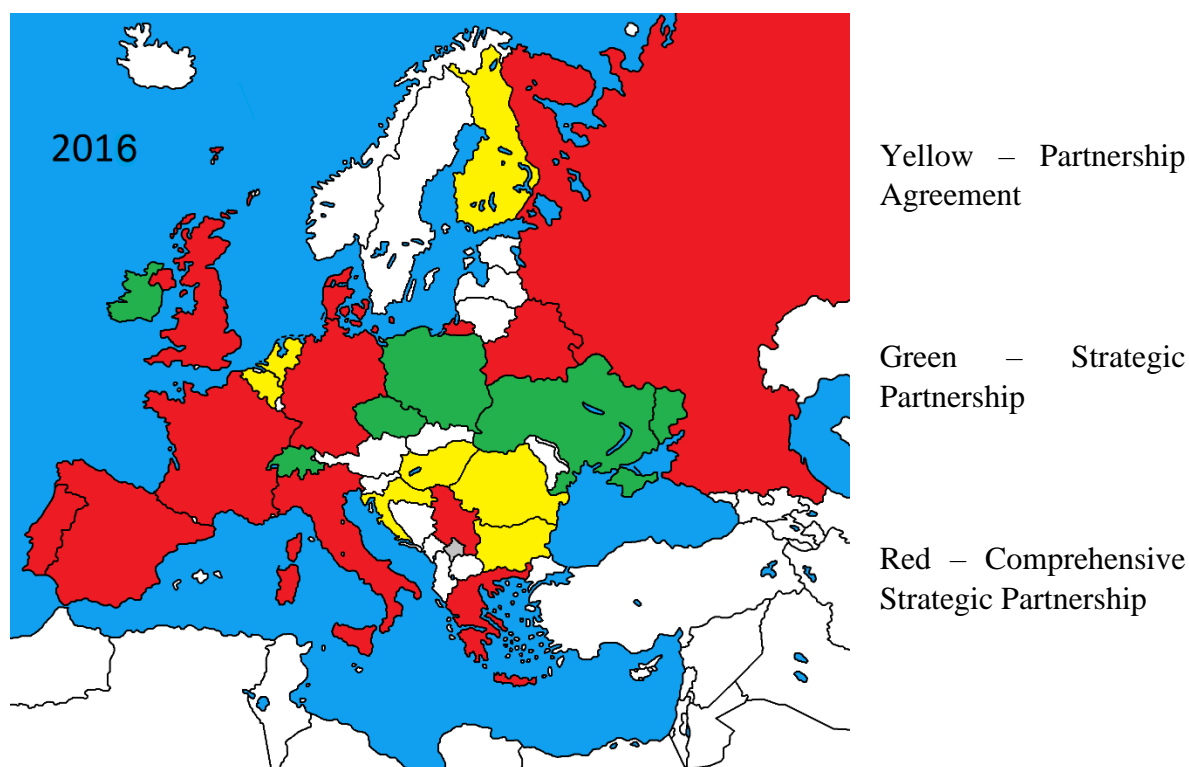 2016
Yellow – Partnership
Agreement
Green – Strategic
Partnership
Red – Comprehensive
Strategic Partnership